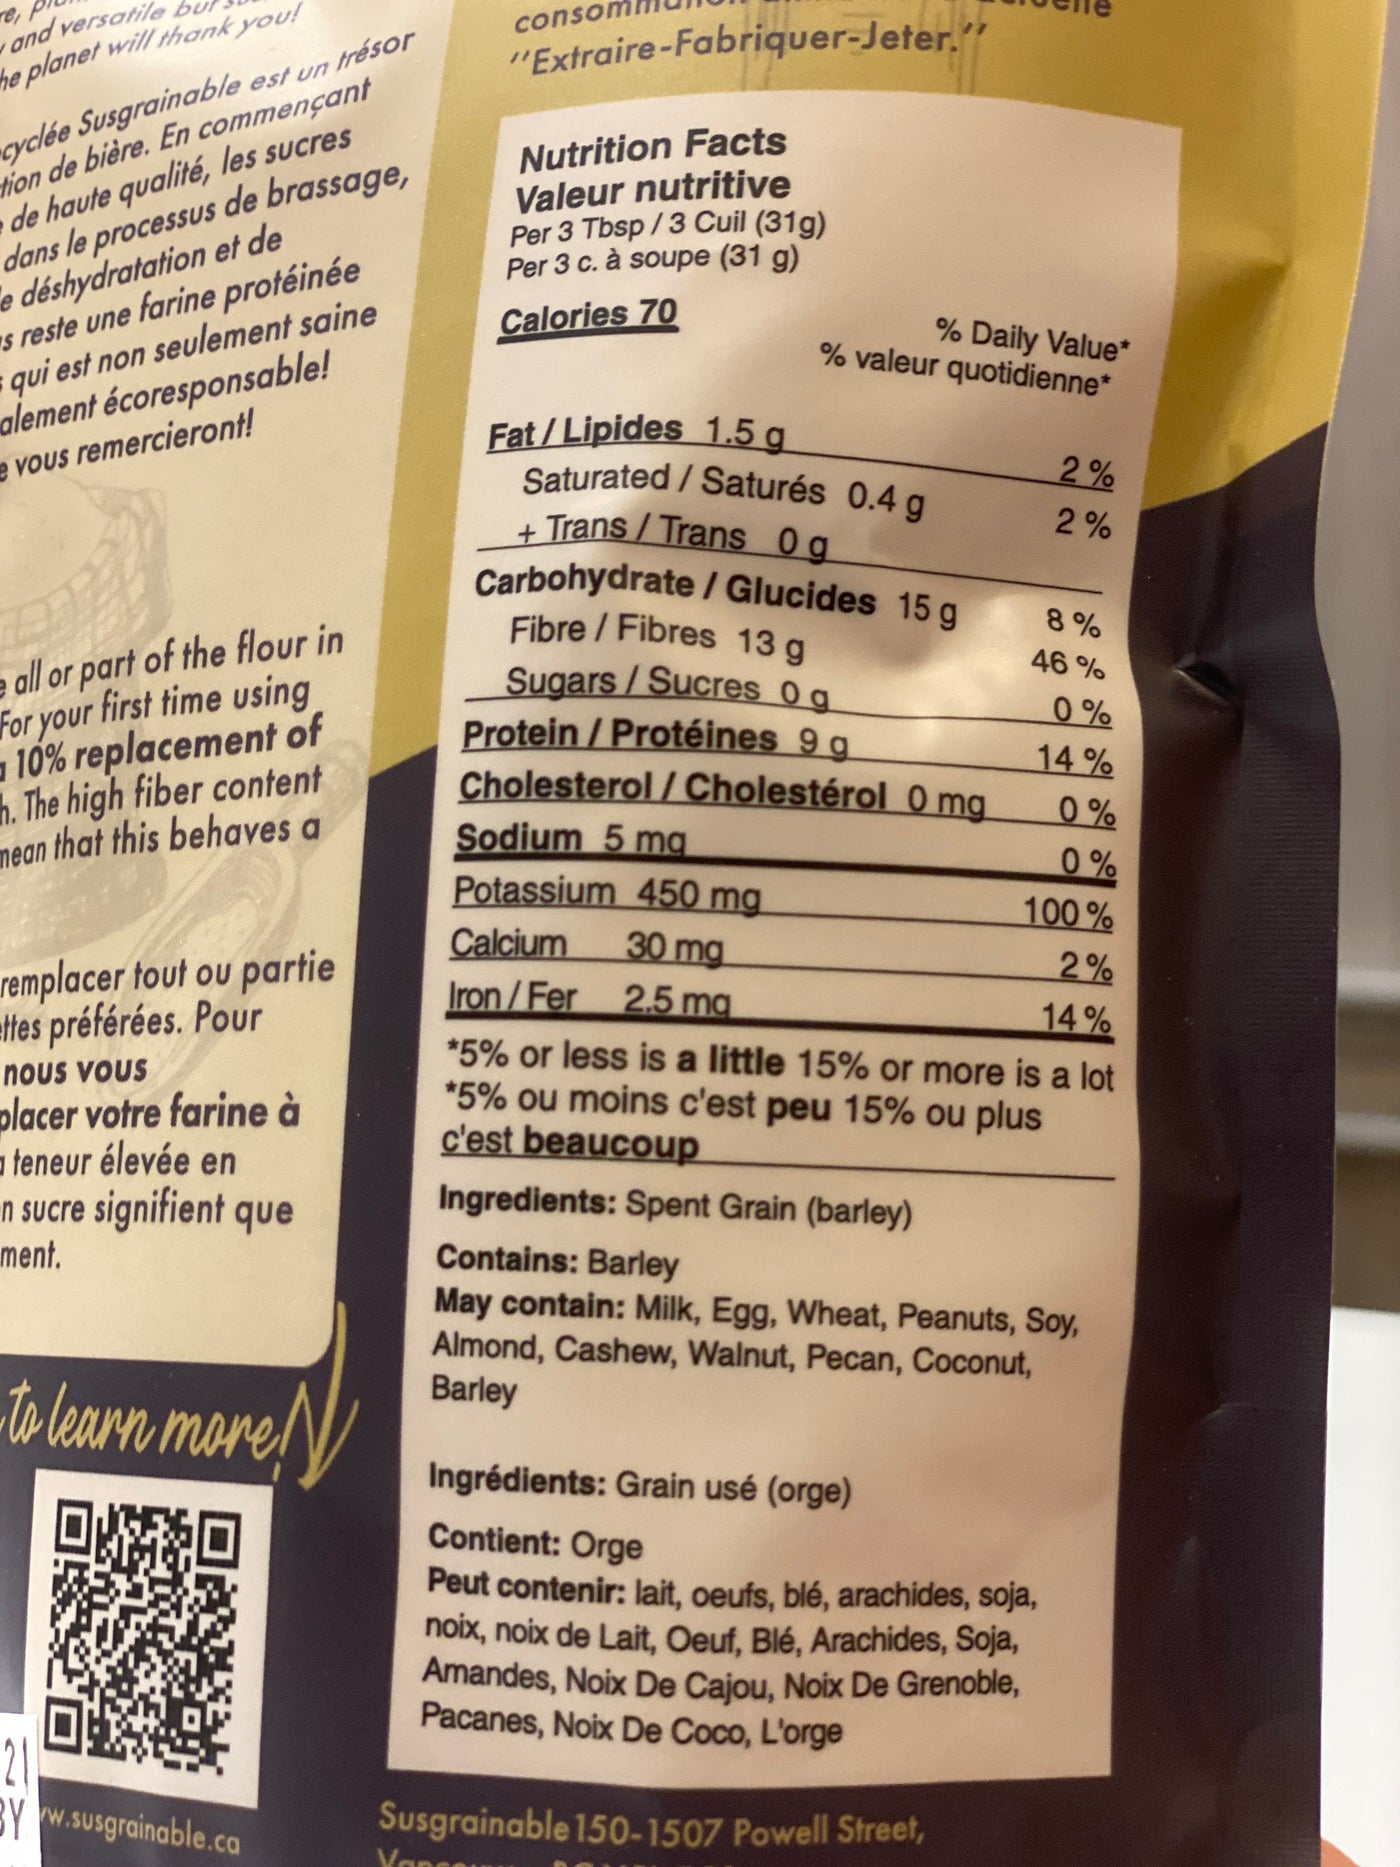 and versatile
he planet will thank you!
cyclée Susgrainable est un trésor
tion de bière. En commençant
de haute qualité, les sucres
dans le processus de brassage,
e déshydratation et de
s reste une farine protéinée
qui est non seulement saine
alement écoresponsable!
vous remercieront!
all or part of the flour in
For your first time using
10% replacement of
h. The high fiber content
mean that this behaves a
remplacer tout ou partie
ettes préférées. Pour
nous vous
placer votre farine à
teneur élevée en
n sucre signifient que
ment.
to learn more!
21
BY
w.susgrainable.ca
"Extraire-Fabriquer-Jeter."
Nutrition Facts
Valeur nutritive
Per 3 Tbsp / 3 Cuil (31g)
Per 3 c. à soupe (31 g)
Calories 70
% Daily Value*
% valeur quotidienne*
Fat / Lipides 1.5 g 2 %
Saturated / Saturés 0.4 g 2 %
+ Trans / Trans 0 g
Carbohydrate / Glucides 15 g 8 %
Fibre / Fibres 13 g 46 %
Sugars / Sucres 0 g 0 %
Protein / Protéines 9 g 14 %
Cholesterol / Cholestérol 0 mg 0 %
Sodium 5 mg 0 %
Potassium 450 mg 100 %
Calcium 30 mg 2 %
Iron / Fer 2.5 mg 14 %
*5% or less is a little 15% or more is a lot
*5% ou moins c'est peu 15% ou plus
c'est beaucoup
Ingredients: Spent Grain (barley)
Contains: Barley
May contain: Milk, Egg, Wheat, Peanuts, Soy,
Almond, Cashew, Walnut, Pecan, Coconut,
Barley
Ingrédients: Grain usé (orge)
Contient: Orge
Peut contenir: lait, oeufs, blé, arachides, soja,
noix, noix de Lait, Oeuf, Blé, Arachides, Soja,
Amandes, Noix De Cajou, Noix De Grenoble,
Pacanes, Noix De Coco, L'orge
Susgrainable 150-1507 Powell Street,